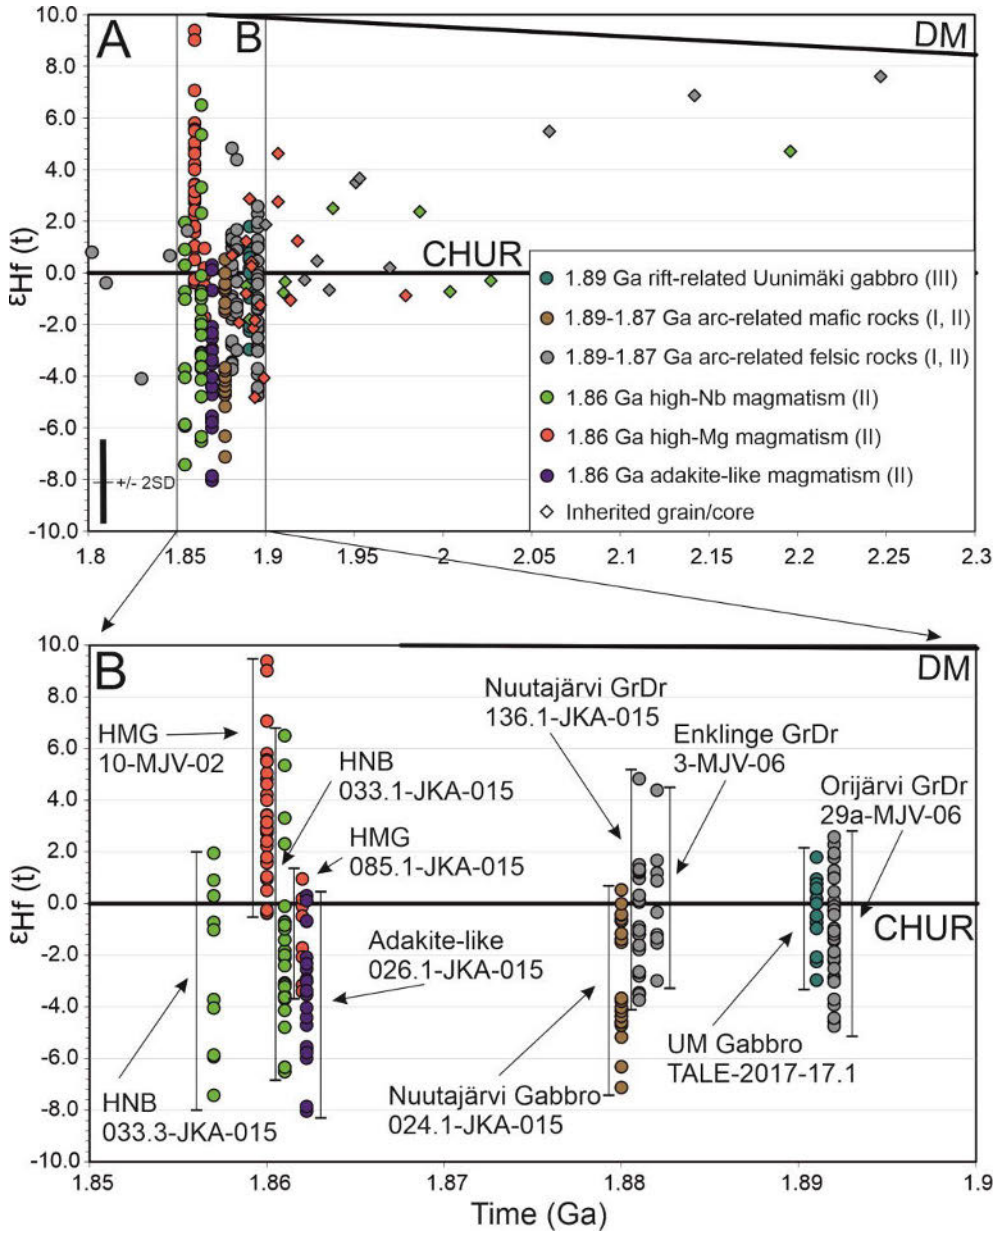 10.0
A
B
DM
8.0
6.0
4.0
2.0
CHUR
0.0
-2.0
-4.0
-6.0
-8.0
-10.0
εHf (t)
+/- 2SD
1.89 Ga rift-related Uunimäki gabbro (III)
1.89-1.87 Ga arc-related mafic rocks (I, II)
1.89-1.87 Ga arc-related felsic rocks (I, II)
1.86 Ga high-Nb magmatism (II)
1.86 Ga high-Mg magmatism (II)
1.86 Ga adakite-like magmatism (II)
Inherited grain/core
1.8 1.85 1.9 1.95 2.0 2.05 2.1 2.15 2.2 2.25 2.3
10.0
B
DM
8.0
6.0
4.0
2.0
0.0
-2.0
-4.0
-6.0
-8.0
-10.0
εHf (t)
HMG
10-MJV-02
HNB
033.1-JKA-015
HMG
085.1-JKA-015
Adakite-like
026.1-JKA-015
HNB
033.3-JKA-015
Nuutajärvi GrDr
136.1-JKA-015
Enklinge GrDr
3-MJV-06
Orijärvi GrDr
29a-MJV-06
CHUR
UM Gabbro
TALE-2017-17.1
Nuutajärvi Gabbro
024.1-JKA-015
1.85 1.86 1.87 1.88 1.89 1.9
Time (Ga)